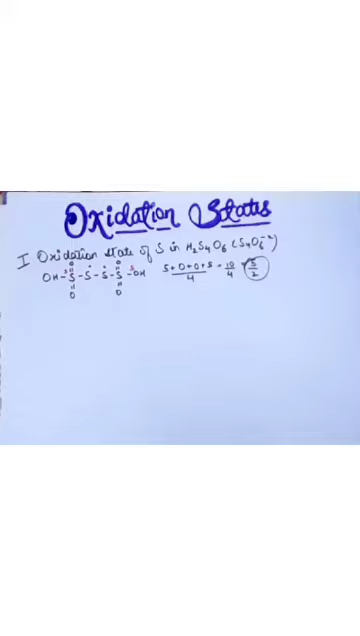 Oxidation States
I Oxidation state of S in H₂S₄O₆ (S₄O₆⁻²)
O O
OH-S-S-S-S-OH 5+0+0+5/4 = 10/4 = 5/2
O O